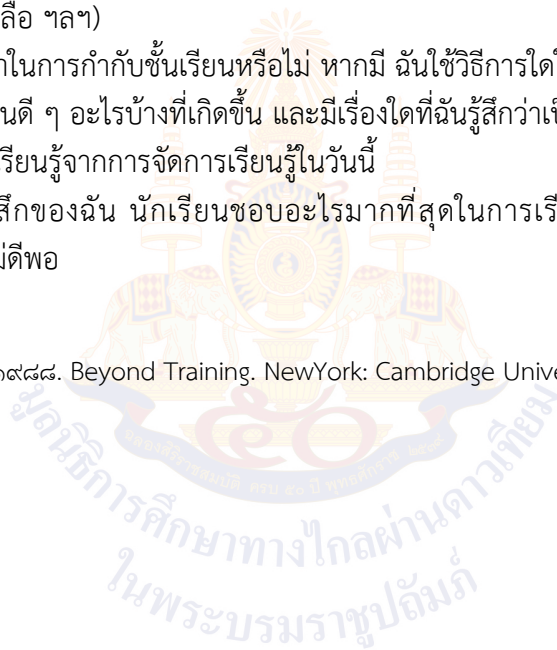 ลือ ฯลฯ)
าในการกำกับชั้นเรียนหรือไม่ หากมี ฉันใช้วิธีการใด
นดี ๆ อะไรบ้างที่เกิดขึ้น และมีเรื่องใดที่ฉันรู้สึกว่าเป็
เรียนรู้จากการจัดการเรียนรู้ในวันนี้
สึกของฉัน นักเรียนชอบอะไรมากที่สุดในการเรี
ม่ดีพอ
๑๙๘๘. Beyond Training. NewYork: Cambridge Unive
มูลนิธิการศึกษาทางไกลผ่านดาวเทียม
ในพระบรมราชูปถัมภ์